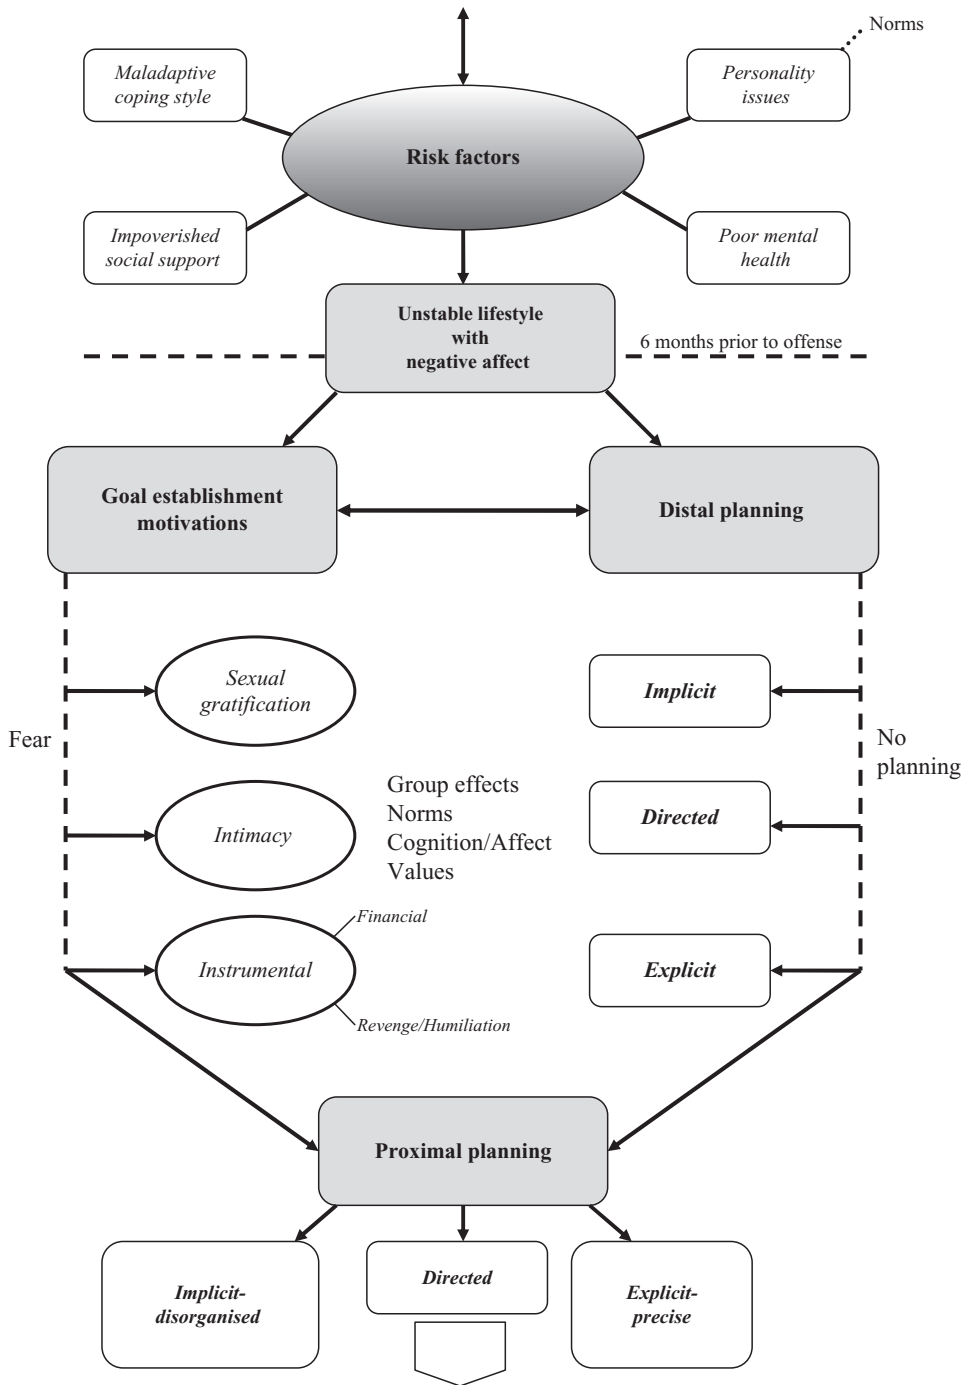 Norms
Maladaptive
coping style
Personality
issues
Risk factors
Impoverished
social support
Poor mental
health
Unstable lifestyle
with
negative affect
6 months prior to offense
Goal establishment
motivations
Distal planning
Sexual
gratification
Implicit
Fear
No
planning
Group effects
Norms
Cognition/Affect
Values
Intimacy
Directed
Financial
Instrumental
Explicit
Revenge/Humiliation
Proximal planning
Implicit-
disorganised
Directed
Explicit-
precise